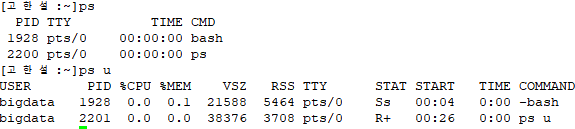 [고 한 설 :~]ps
  PID TTY          TIME CMD
 1928 pts/0    00:00:00 bash
 2200 pts/0    00:00:00 ps
[고 한 설 :~]ps u
USER       PID %CPU %MEM    VSZ   RSS TTY      STAT START   TIME COMMAND
bigdata   1928  0.0  0.1  21588  5464 pts/0    Ss   00:04   0:00 -bash
bigdata   2201  0.0  0.0  38376  3708 pts/0    R+   00:26   0:00 ps u